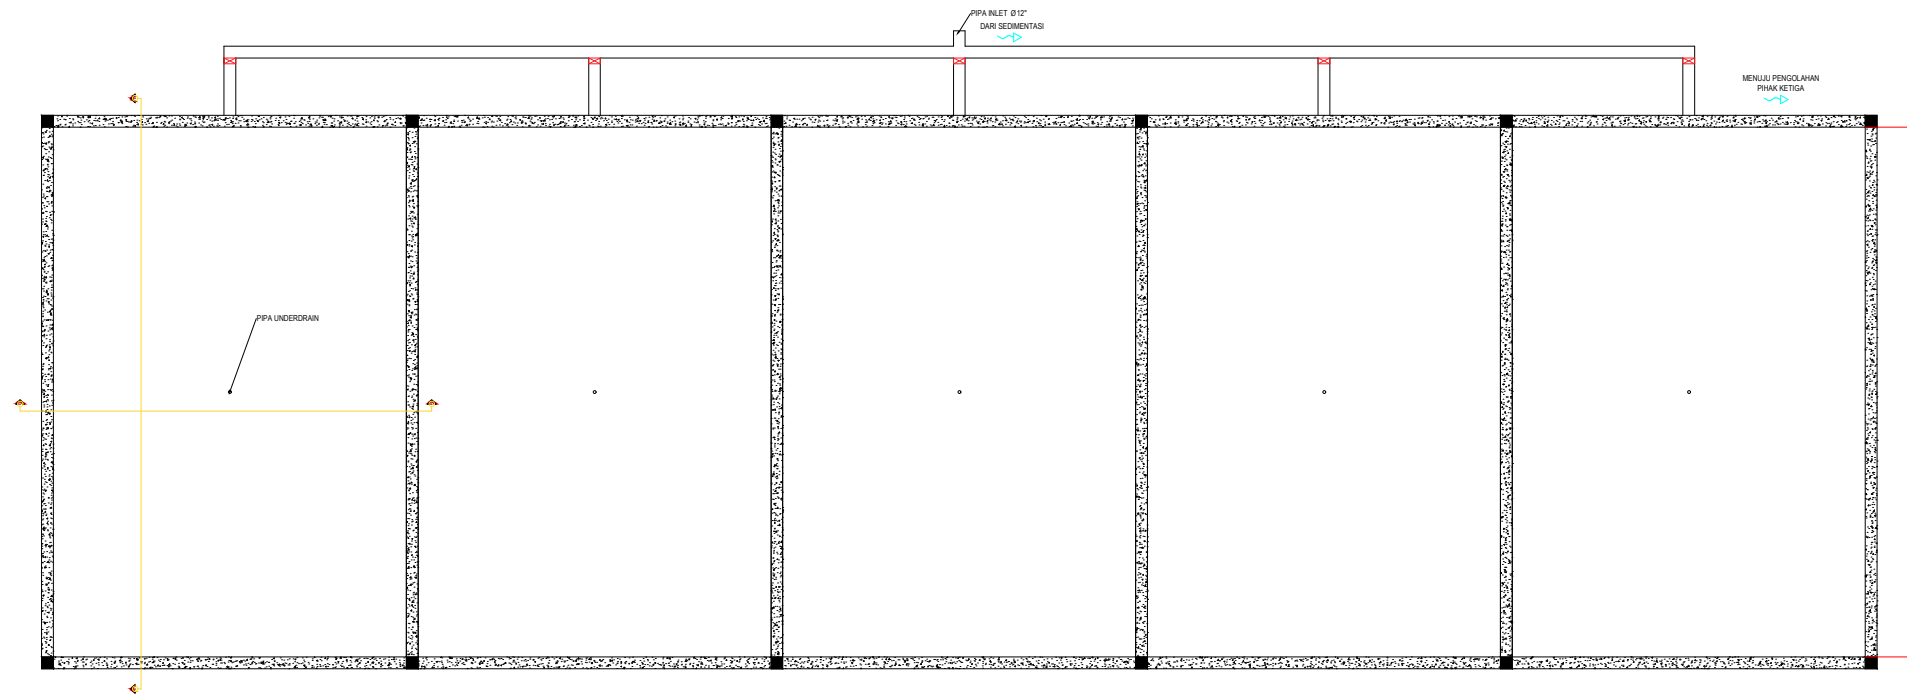 PIPA INLET Ø12"
DARI SEDIMENTASI
MENUJU PENGOLAHAN
PIHAK KETIGA
PIPA UNDERDRAIN